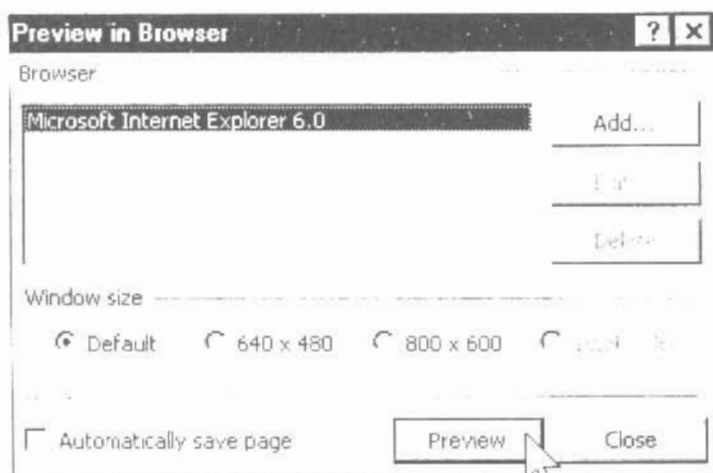 Preview in Browser
Browser
Microsoft Internet Explorer 6.0
Add...
Delete
Window size
Default 640 x 480 800 x 600
Automatically save page Preview Close